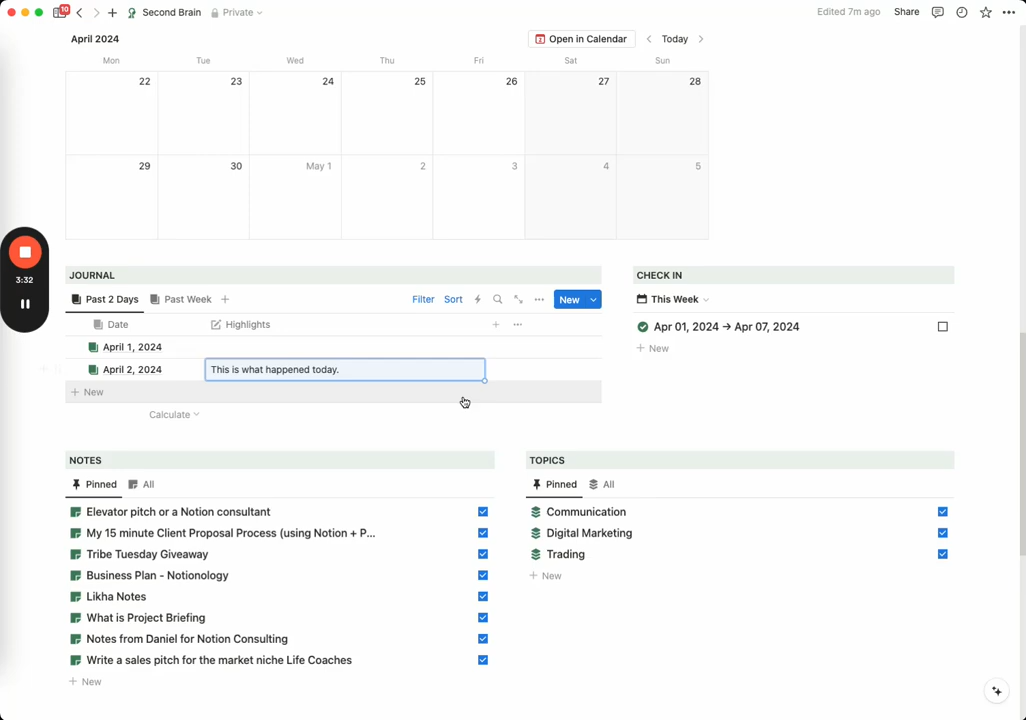 10 Second Brain Private Edited 7m ago Share
April 2024 Open in Calendar Today
Mon Tue Wed Thu Fri Sat Sun
22 23 24 25 26 27 28
29 30 May 1 2 3 4 5
3:32
JOURNAL
Past 2 Days Past Week Filter Sort New
Date Highlights
April 1, 2024
April 2, 2024 This is what happened today.
New
Calculate
CHECK IN
This Week
Apr 01, 2024 → Apr 07, 2024
New
NOTES
Pinned All
Elevator pitch or a Notion consultant
My 15 minute Client Proposal Process (using Notion + P...
Tribe Tuesday Giveaway
Business Plan - Notionology
Likha Notes
What is Project Briefing
Notes from Daniel for Notion Consulting
Write a sales pitch for the market niche Life Coaches
New
TOPICS
Pinned All
Communication
Digital Marketing
Trading
New